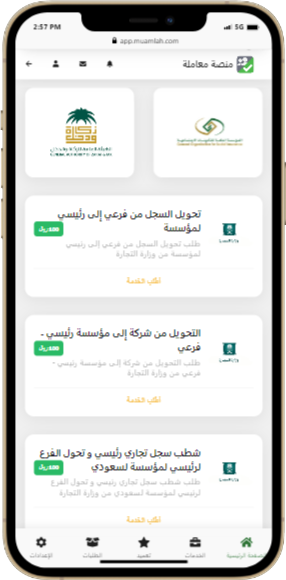 2:57 PM
5G
app.muamlah.com
منصة معاملة
زكاة
ودخل
تحويل السجل من فرعي إلى رئيسي
لمؤسسة
طلب تحويل السجل من فرعي إلى رئيسي
لمؤسسة من وزارة التجارة
اطلب الخدمة
التحويل من شركة إلى مؤسسة رئيسي -
فرعي
طلب التحويل من شركة إلى مؤسسة رئيسي -
فرعي من وزارة التجارة
اطلب الخدمة
شطب سجل تجاري رئيسي و تحول الفرع
لرئيسي لمؤسسة لسعودي
طلب شطب سجل تجاري رئيسي و تحول الفرع
لرئيسي لمؤسسة لسعودي من وزارة التجارة
اطلب الخدمة
الصفحة الرئيسية
الخدمات
تعميد
الطلبات
الإعدادات